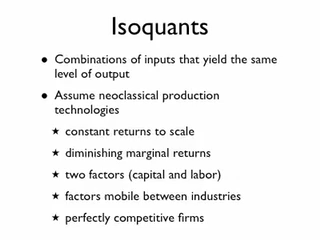 Isoquants
• Combinations of inputs that yield the same
level of output
• Assume neoclassical production
technologies
★ constant returns to scale
★ diminishing marginal returns
★ two factors (capital and labor)
★ factors mobile between industries
★ perfectly competitive firms